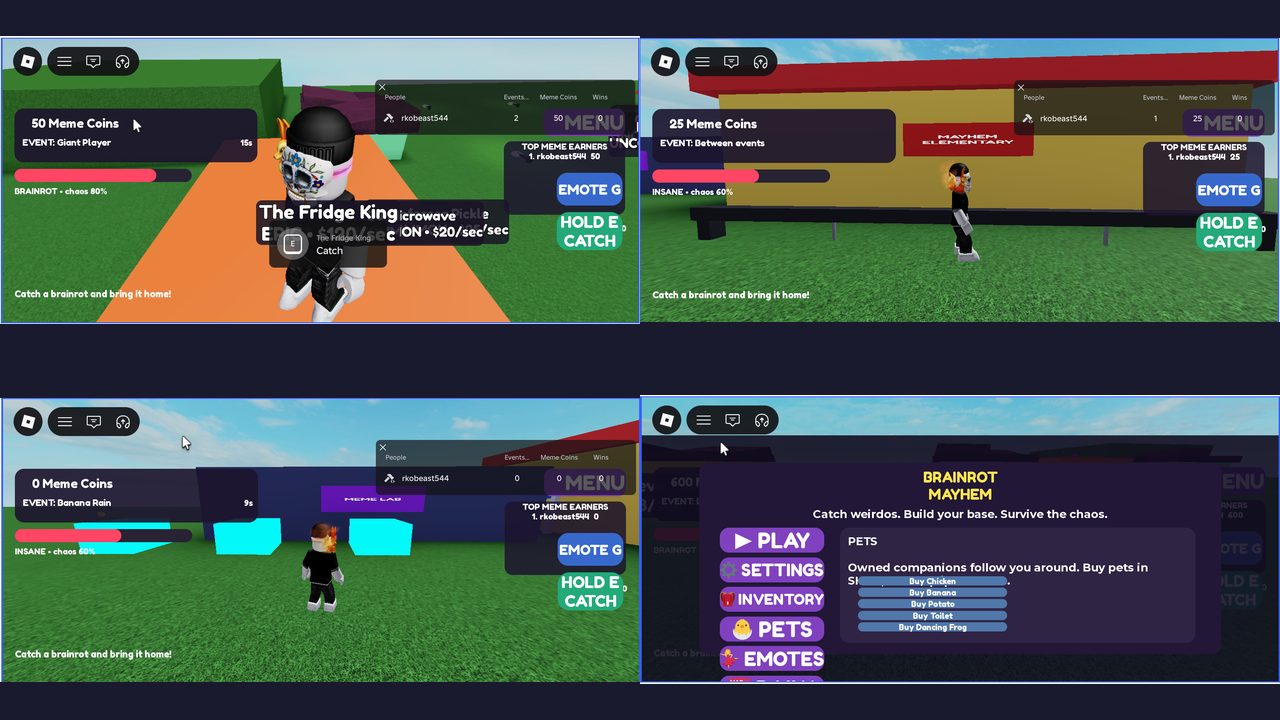 50 Meme Coins
EVENT: Giant Player
15s
BRAINROT • chaos 80%
People
Events...
Meme Coins
Wins
rkobeast544
2
50
MENU
TOP MEME EARNERS
1. rkobeast544 50
EMOTE G
HOLD E
CATCH
The Fridge King
icrowave
ON • $20/sec
/sec
The Fridge King
E
Catch
Catch a brainrot and bring it home!
25 Meme Coins
EVENT: Between events
INSANE • chaos 60%
People
Events...
Meme Coins
Wins
rkobeast544
1
25
0
MENU
MAYHEM
ELEMENTARY
TOP MEME EARNERS
1. rkobeast544 25
EMOTE G
HOLD E
CATCH
Catch a brainrot and bring it home!
0 Meme Coins
EVENT: Banana Rain
9s
INSANE • chaos 60%
People
Events...
Meme Coins
Wins
rkobeast544
0
0
0
MENU
MEME LAB
TOP MEME EARNERS
1. rkobeast544 0
EMOTE G
HOLD E
CATCH
Catch a brainrot and bring it home!
BRAINROT
MAYHEM
Catch weirdos. Build your base. Survive the chaos.
PLAY
SETTINGS
INVENTORY
PETS
EMOTES
PETS
Owned companions follow you around. Buy pets in
Buy Chicken
Buy Banana
Buy Potato
Buy Toilet
Buy Dancing Frog